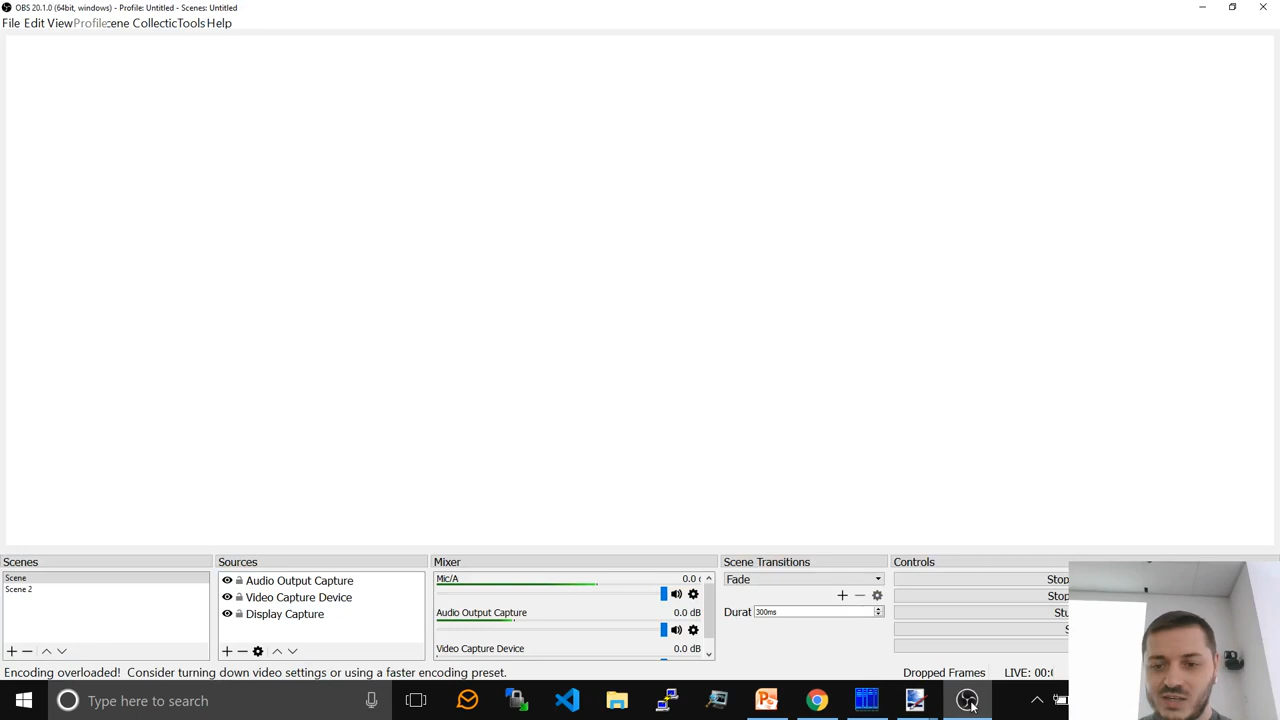 OBS 20.1.0 (64bit, windows) - Profile: Untitled - Scenes: Untitled
File Edit View Profile cene Collectic Tools Help
Scenes
Scene
Scene 2
Sources
Audio Output Capture
Video Capture Device
Display Capture
Mixer
Mic/A 0.0
Audio Output Capture 0.0 dB
Video Capture Device 0.0 dB
Scene Transitions
Fade
Durat 300ms
Controls
Stop
Stop
Stu
S
Encoding overloaded! Consider turning down video settings or using a faster encoding preset.
Dropped Frames
LIVE: 00:
Type here to search